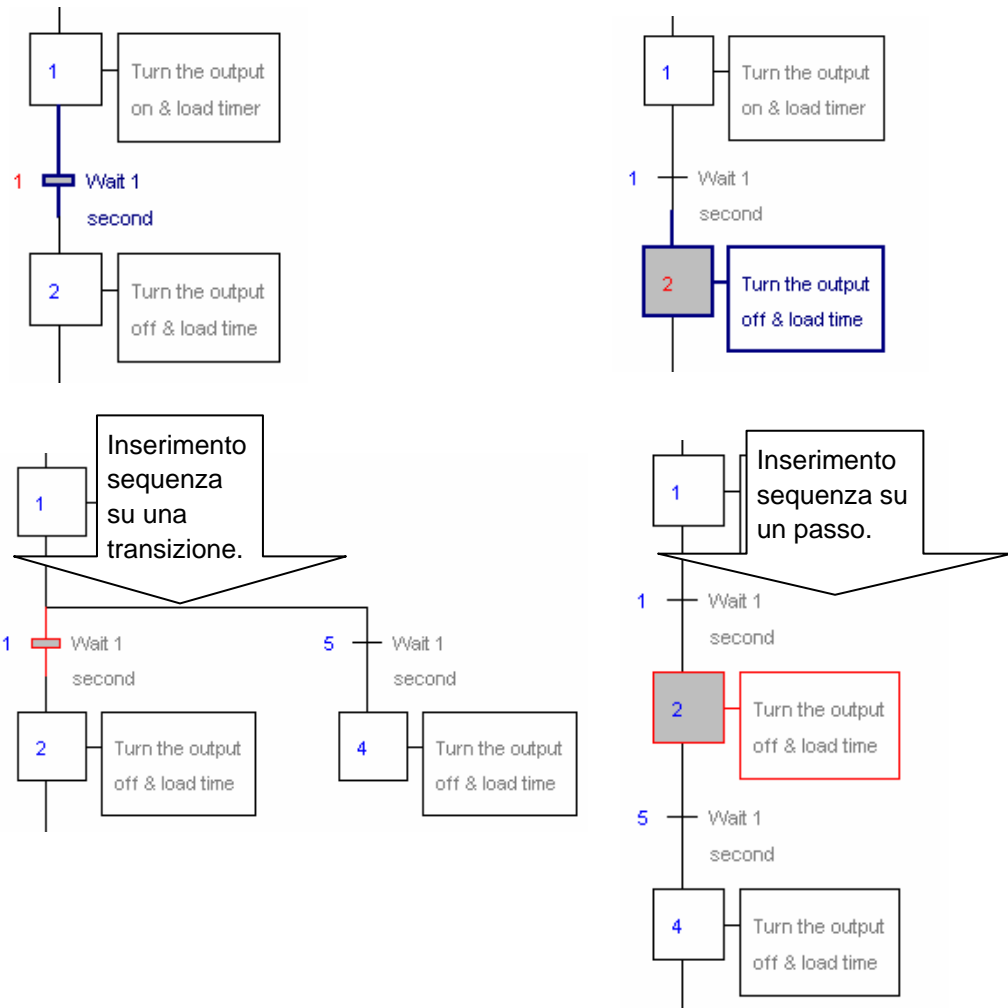 1
Turn the output
on & load timer
1
Wait 1
second
2
Turn the output
off & load time
1
Turn the output
on & load timer
1
Wait 1
second
2
Turn the output
off & load time
Inserimento
sequenza
su una
transizione.
1
1
Wait 1
second
5
Wait 1
second
2
Turn the output
off & load time
4
Turn the output
off & load time
Inserimento
sequenza su
un passo.
1
1
Wait 1
second
2
Turn the output
off & load time
5
Wait 1
second
4
Turn the output
off & load time